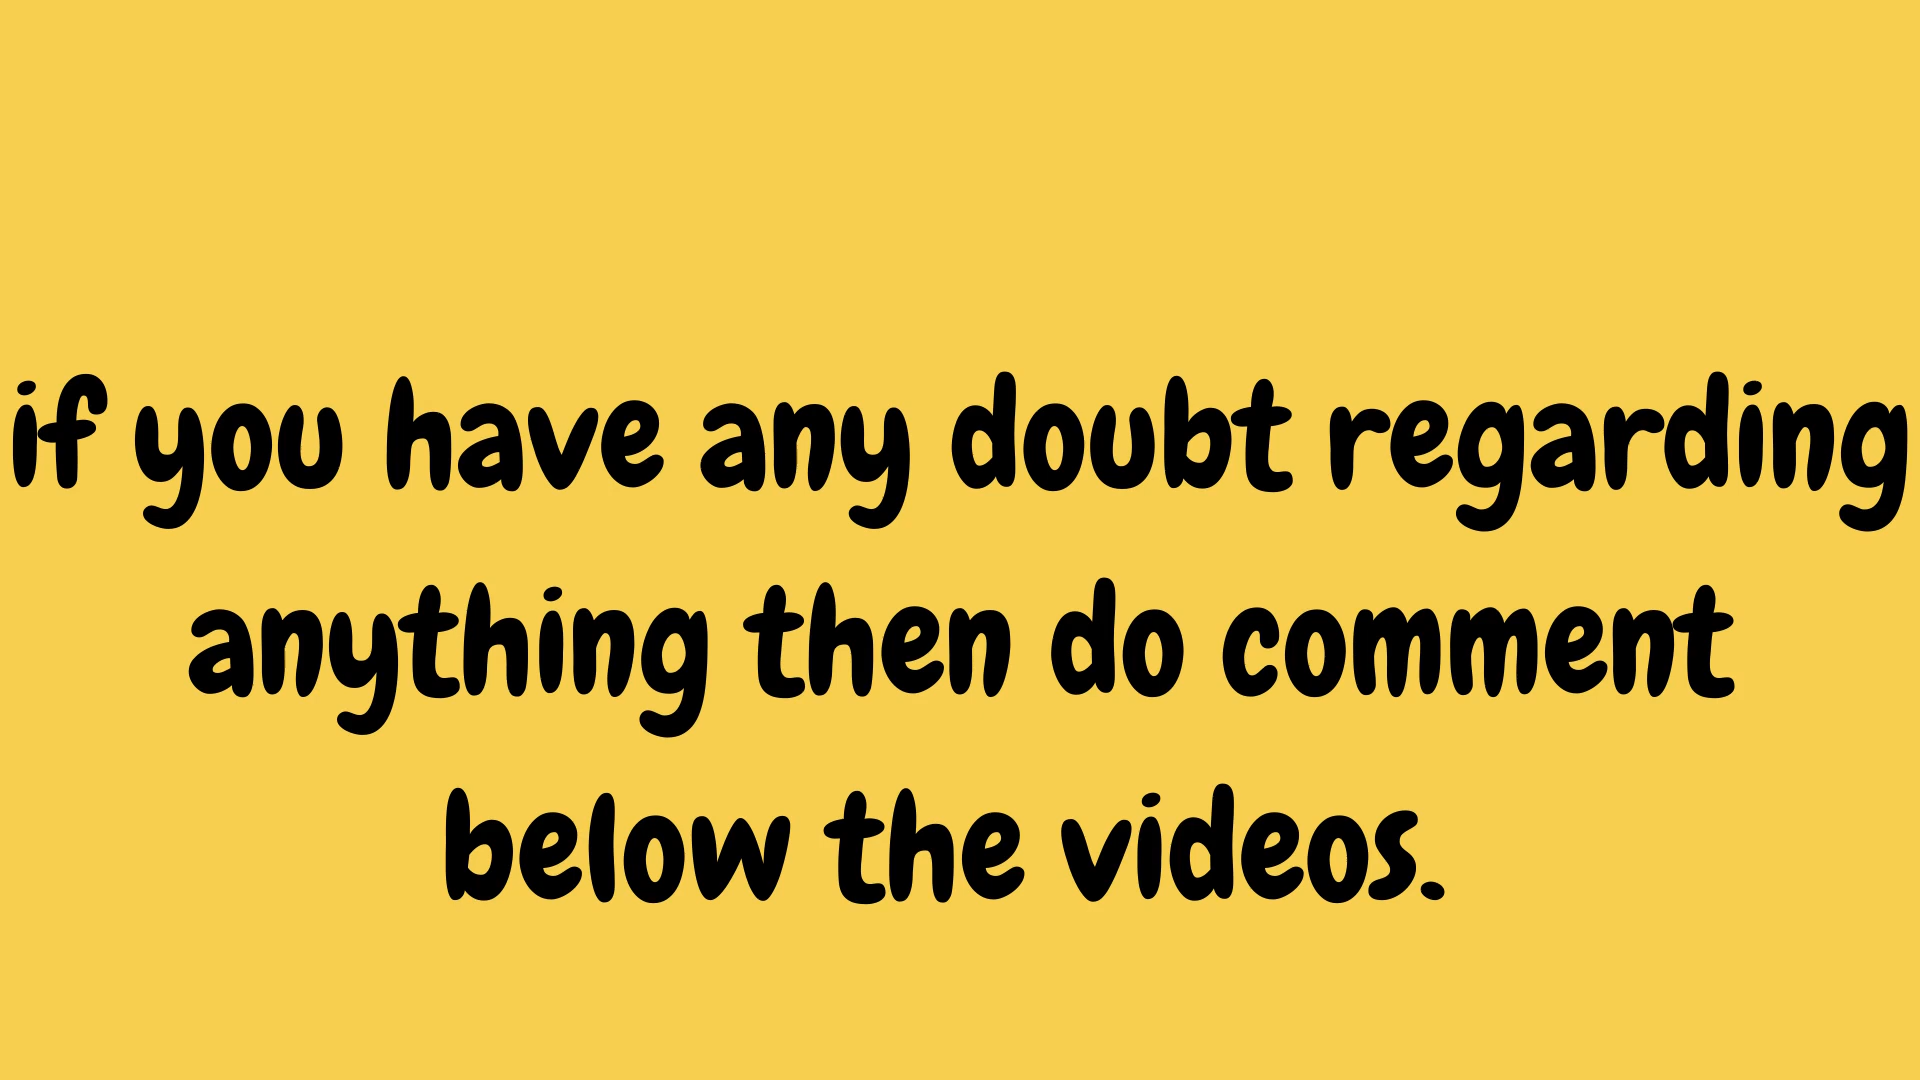 if you have any doubt regarding
anything then do comment
below the videos.